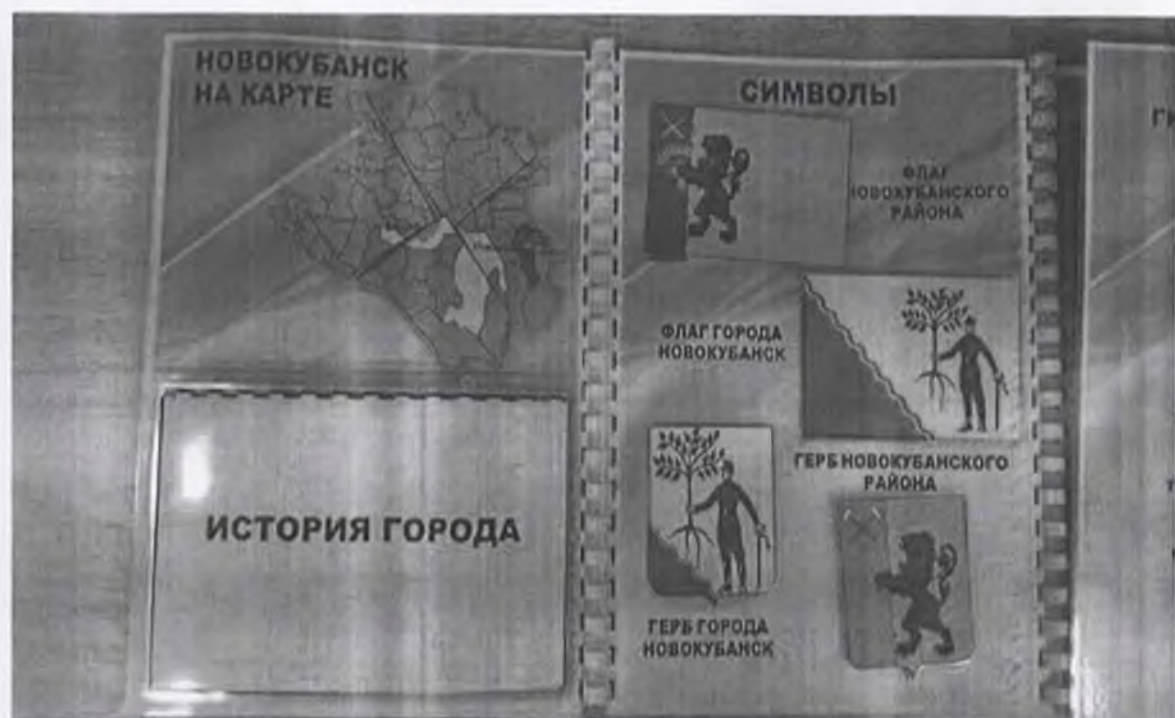 НОВОКУБАНСК
НА КАРТЕ
ИСТОРИЯ ГОРОДА
СИМВОЛЫ
ФЛАГ
НОВОКУБАНСКОГО
РАЙОНА
ФЛАГ ГОРОДА
НОВОКУБАНСК
ГЕРБ НОВОКУБАНСКОГО
РАЙОНА
ГЕРБ ГОРОДА
НОВОКУБАНСК